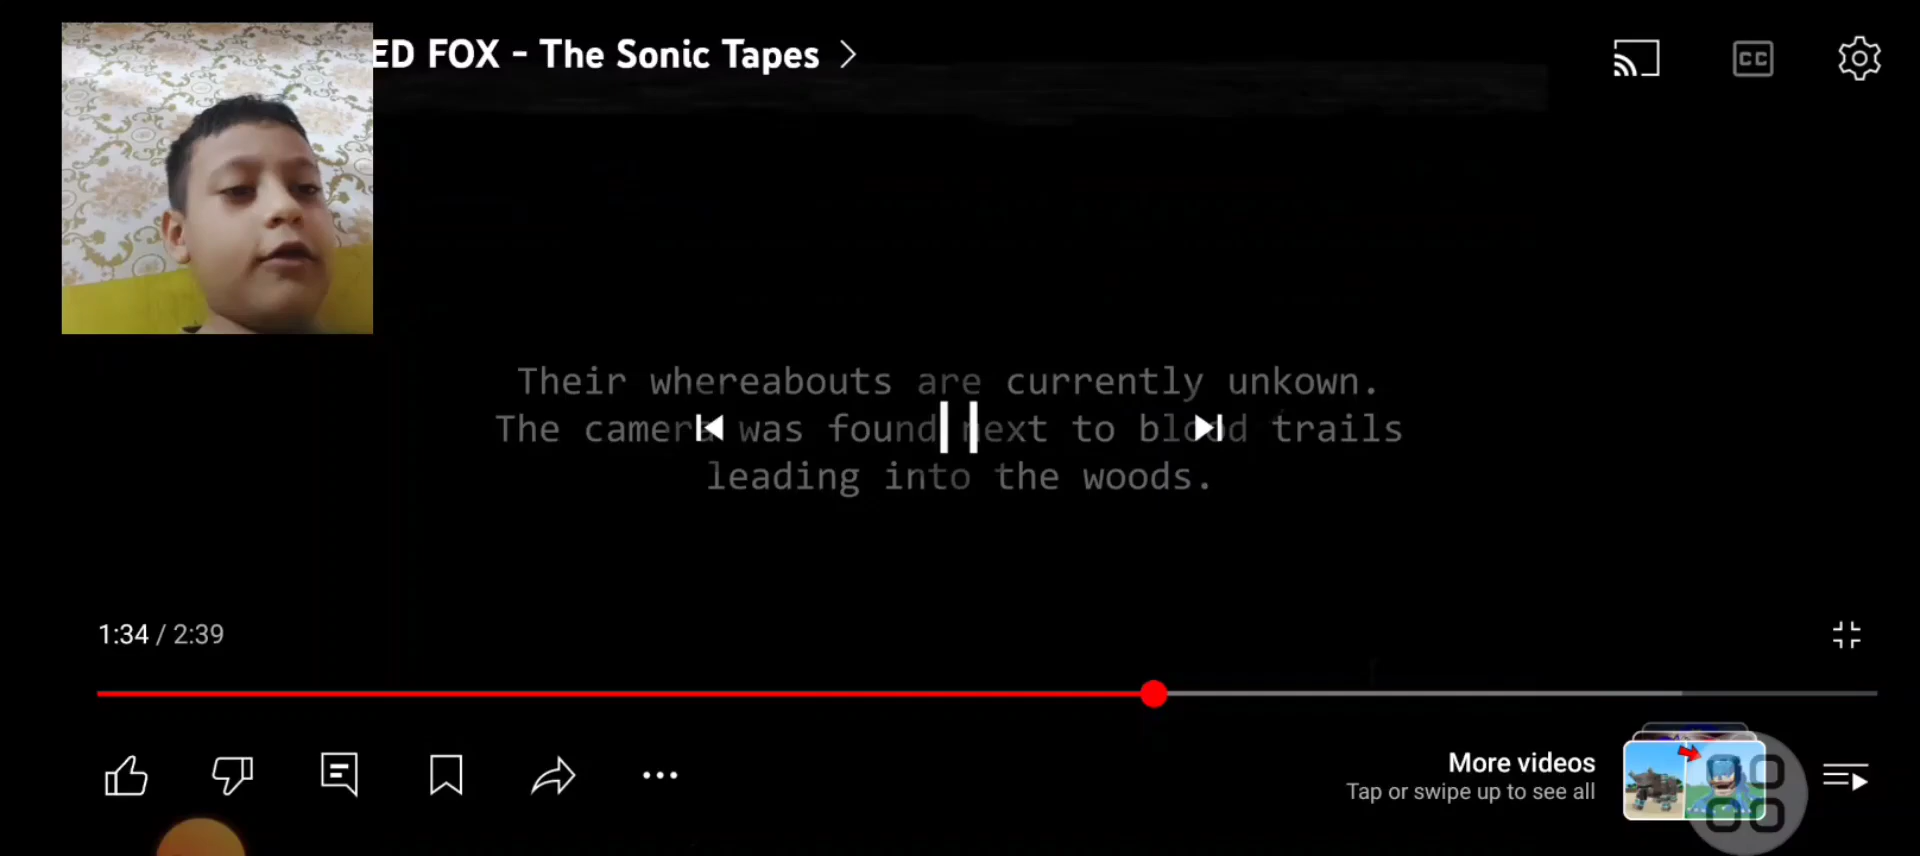 ED FOX - The Sonic Tapes
CC
Their whereabouts are currently unkown.
The camera was found next to blood trails
leading into the woods.
1:34 / 2:39
More videos
Tap or swipe up to see all